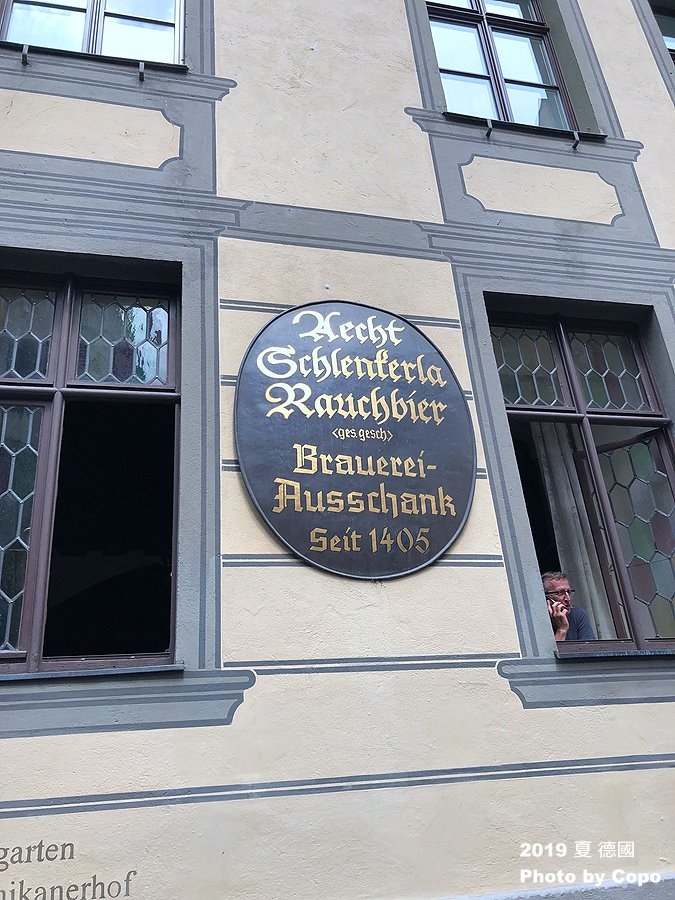 Aecht
Schlenkerla
Rauchbier
<ges.gesch>
Brauerei-
Ausschank
Seit 1405
garten
nikanerhof
2019 夏 德國
Photo by Copo